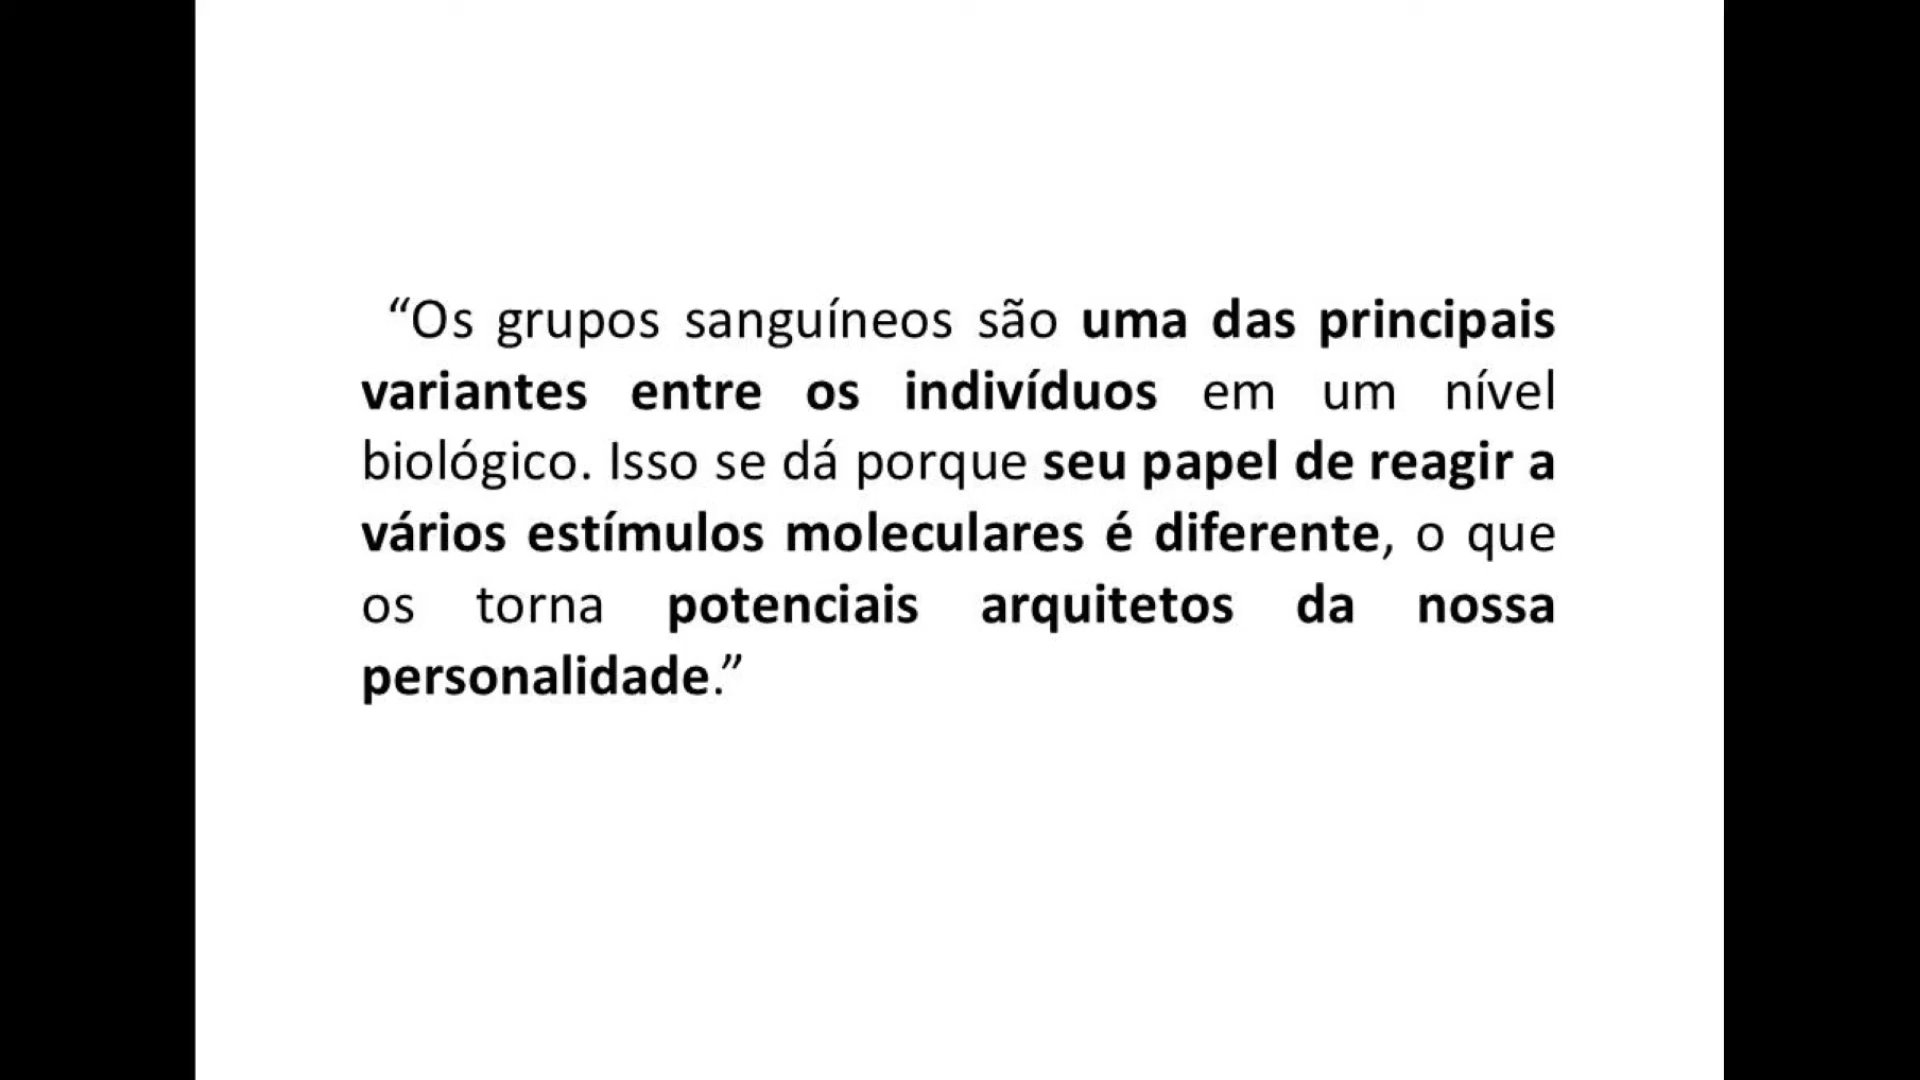 “Os grupos sanguíneos são uma das principais
variantes entre os indivíduos em um nível
biológico. Isso se dá porque seu papel de reagir a
vários estímulos moleculares é diferente, o que
os torna potenciais arquitetos da nossa
personalidade.”